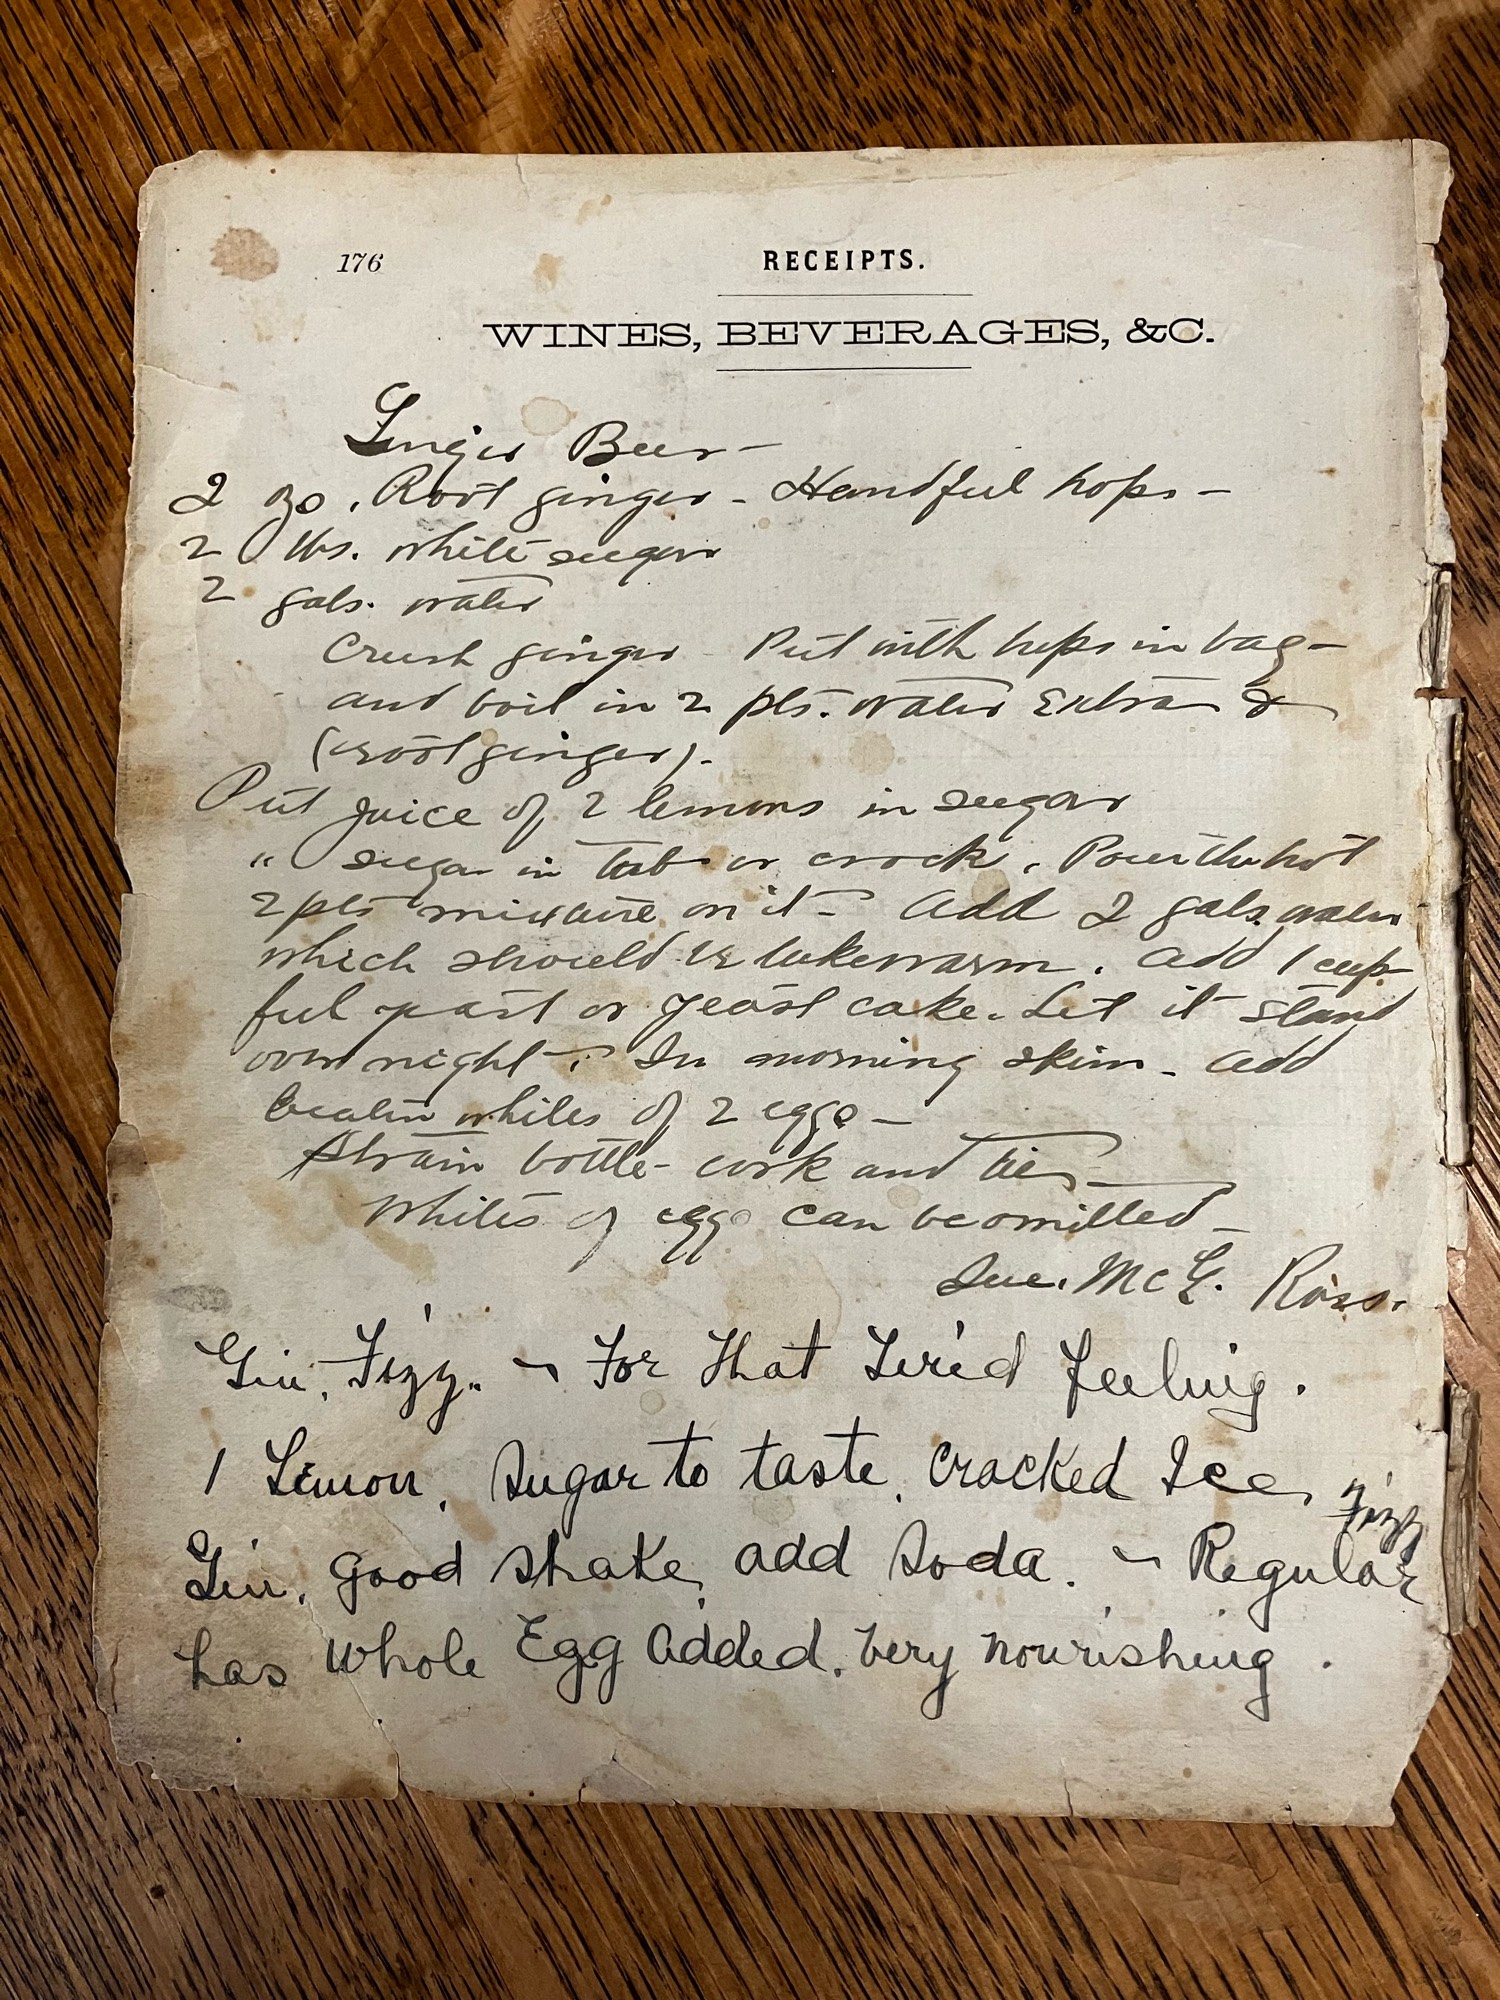 176
RECEIPTS.
WINES, BEVERAGES, &C.
Ginger Beer -
2 ozs. Root ginger - Handful hops -
2 lbs. white sugar
2 gals. water
Crush ginger - Put with hops in bag -
and boil in 2 pts. water extra
(root ginger).
Put juice of 2 lemons in sugar
" sugar in tub or crock. Pour the hot
2 pts mixture on it - Add 2 gals. water
which should be lukewarm. Add 1 cup-
ful yeast or yeast cake. Let it stand
over night. In morning skim - Add
beaten whites of 2 eggs -
Strain bottle - cork and tie -
Whites of eggs can be omitted -
McG. Ross.
Gin, Fizz. ~ For That Tired feeling.
1 Lemon, Sugar to taste, Cracked Ice,
Gin, good shake, add Soda. ~ Regular Fizz
has whole Egg added, very nourishing.